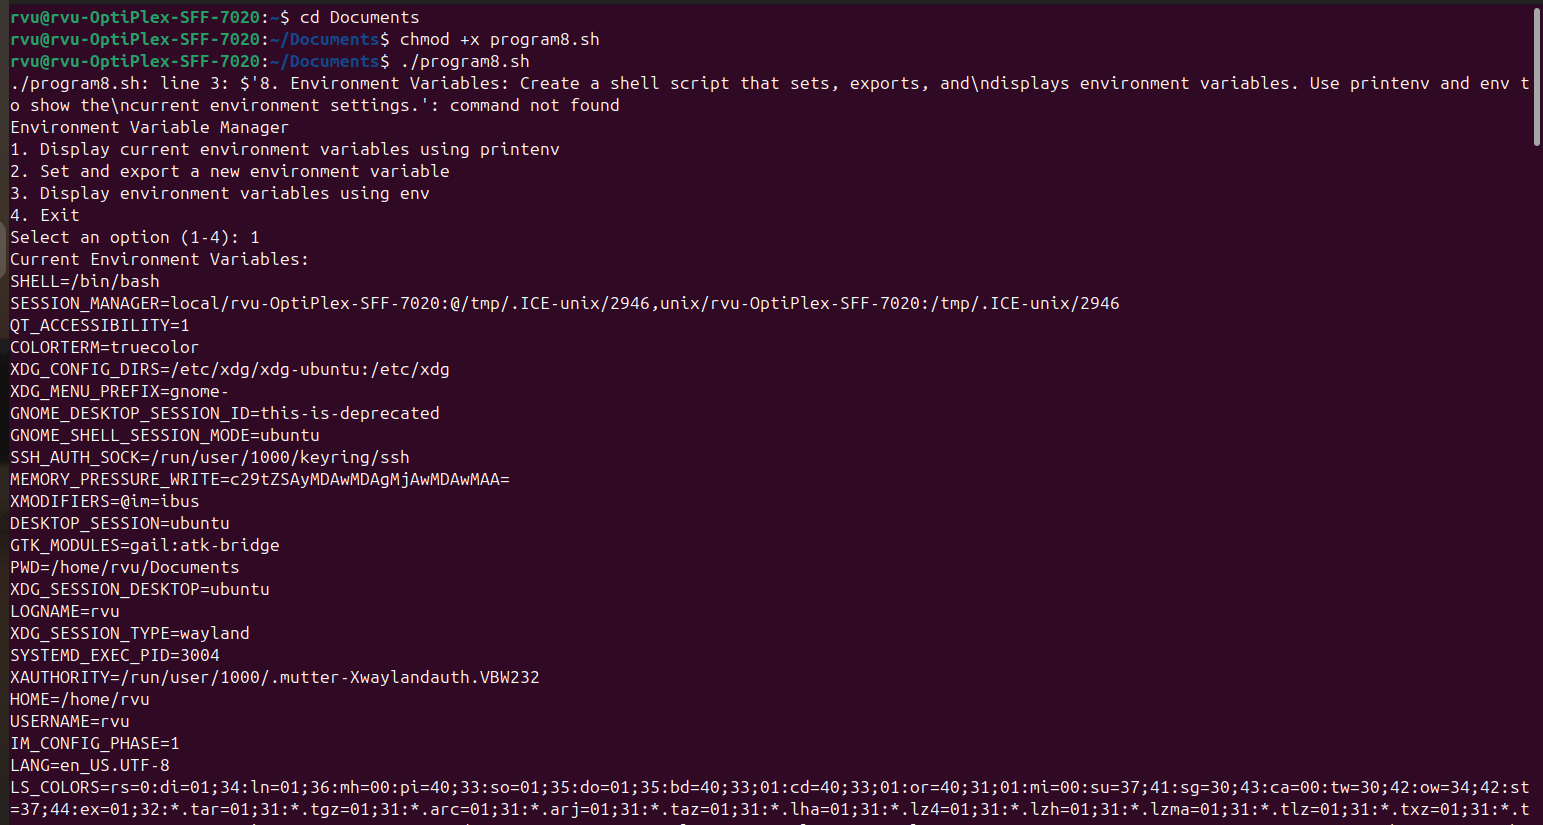 rvu@rvu-OptiPlex-SFF-7020:~$ cd Documents
rvu@rvu-OptiPlex-SFF-7020:~/Documents$ chmod +x program8.sh
rvu@rvu-OptiPlex-SFF-7020:~/Documents$ ./program8.sh
./program8.sh: line 3: $'8. Environment Variables: Create a shell script that sets, exports, and\ndisplays environment variables. Use printenv and env t
o show the\ncurrent environment settings.': command not found
Environment Variable Manager
1. Display current environment variables using printenv
2. Set and export a new environment variable
3. Display environment variables using env
4. Exit
Select an option (1-4): 1
Current Environment Variables:
SHELL=/bin/bash
SESSION_MANAGER=local/rvu-OptiPlex-SFF-7020:@/tmp/.ICE-unix/2946,unix/rvu-OptiPlex-SFF-7020:/tmp/.ICE-unix/2946
QT_ACCESSIBILITY=1
COLORTERM=truecolor
XDG_CONFIG_DIRS=/etc/xdg/xdg-ubuntu:/etc/xdg
XDG_MENU_PREFIX=gnome-
GNOME_DESKTOP_SESSION_ID=this-is-deprecated
GNOME_SHELL_SESSION_MODE=ubuntu
SSH_AUTH_SOCK=/run/user/1000/keyring/ssh
MEMORY_PRESSURE_WRITE=c29tZSAyMDAwMDAgMjAwMDAwMAA=
XMODIFIERS=@im=ibus
DESKTOP_SESSION=ubuntu
GTK_MODULES=gail:atk-bridge
PWD=/home/rvu/Documents
XDG_SESSION_DESKTOP=ubuntu
LOGNAME=rvu
XDG_SESSION_TYPE=wayland
SYSTEMD_EXEC_PID=3004
XAUTHORITY=/run/user/1000/.mutter-Xwaylandauth.VBW232
HOME=/home/rvu
USERNAME=rvu
IM_CONFIG_PHASE=1
LANG=en_US.UTF-8
LS_COLORS=rs=0:di=01;34:ln=01;36:mh=00:pi=40;33:so=01;35:do=01;35:bd=40;33;01:cd=40;33;01:or=40;31;01:mi=00:su=37;41:sg=30;43:ca=00:tw=30;42:ow=34;42:st
=37;44:ex=01;32:*.tar=01;31:*.tgz=01;31:*.arc=01;31:*.arj=01;31:*.taz=01;31:*.lha=01;31:*.lz4=01;31:*.lzh=01;31:*.lzma=01;31:*.tlz=01;31:*.txz=01;31:*.t